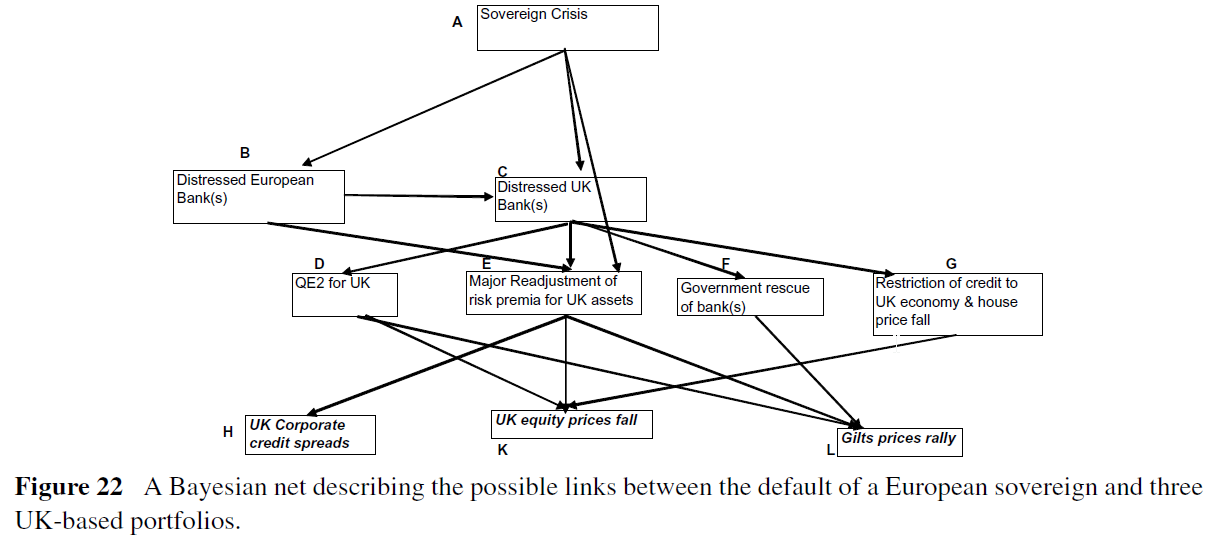 A
Sovereign Crisis
B
Distressed European
Bank(s)
C
Distressed UK
Bank(s)
D
QE2 for UK
E
Major Readjustment of
risk premia for UK assets
F
Government rescue
of bank(s)
G
Restriction of credit to
UK economy & house
price fall
H
UK Corporate
credit spreads
UK equity prices fall
K
Gilts prices rally
L
Figure 22 A Bayesian net describing the possible links between the default of a European sovereign and three
UK-based portfolios.